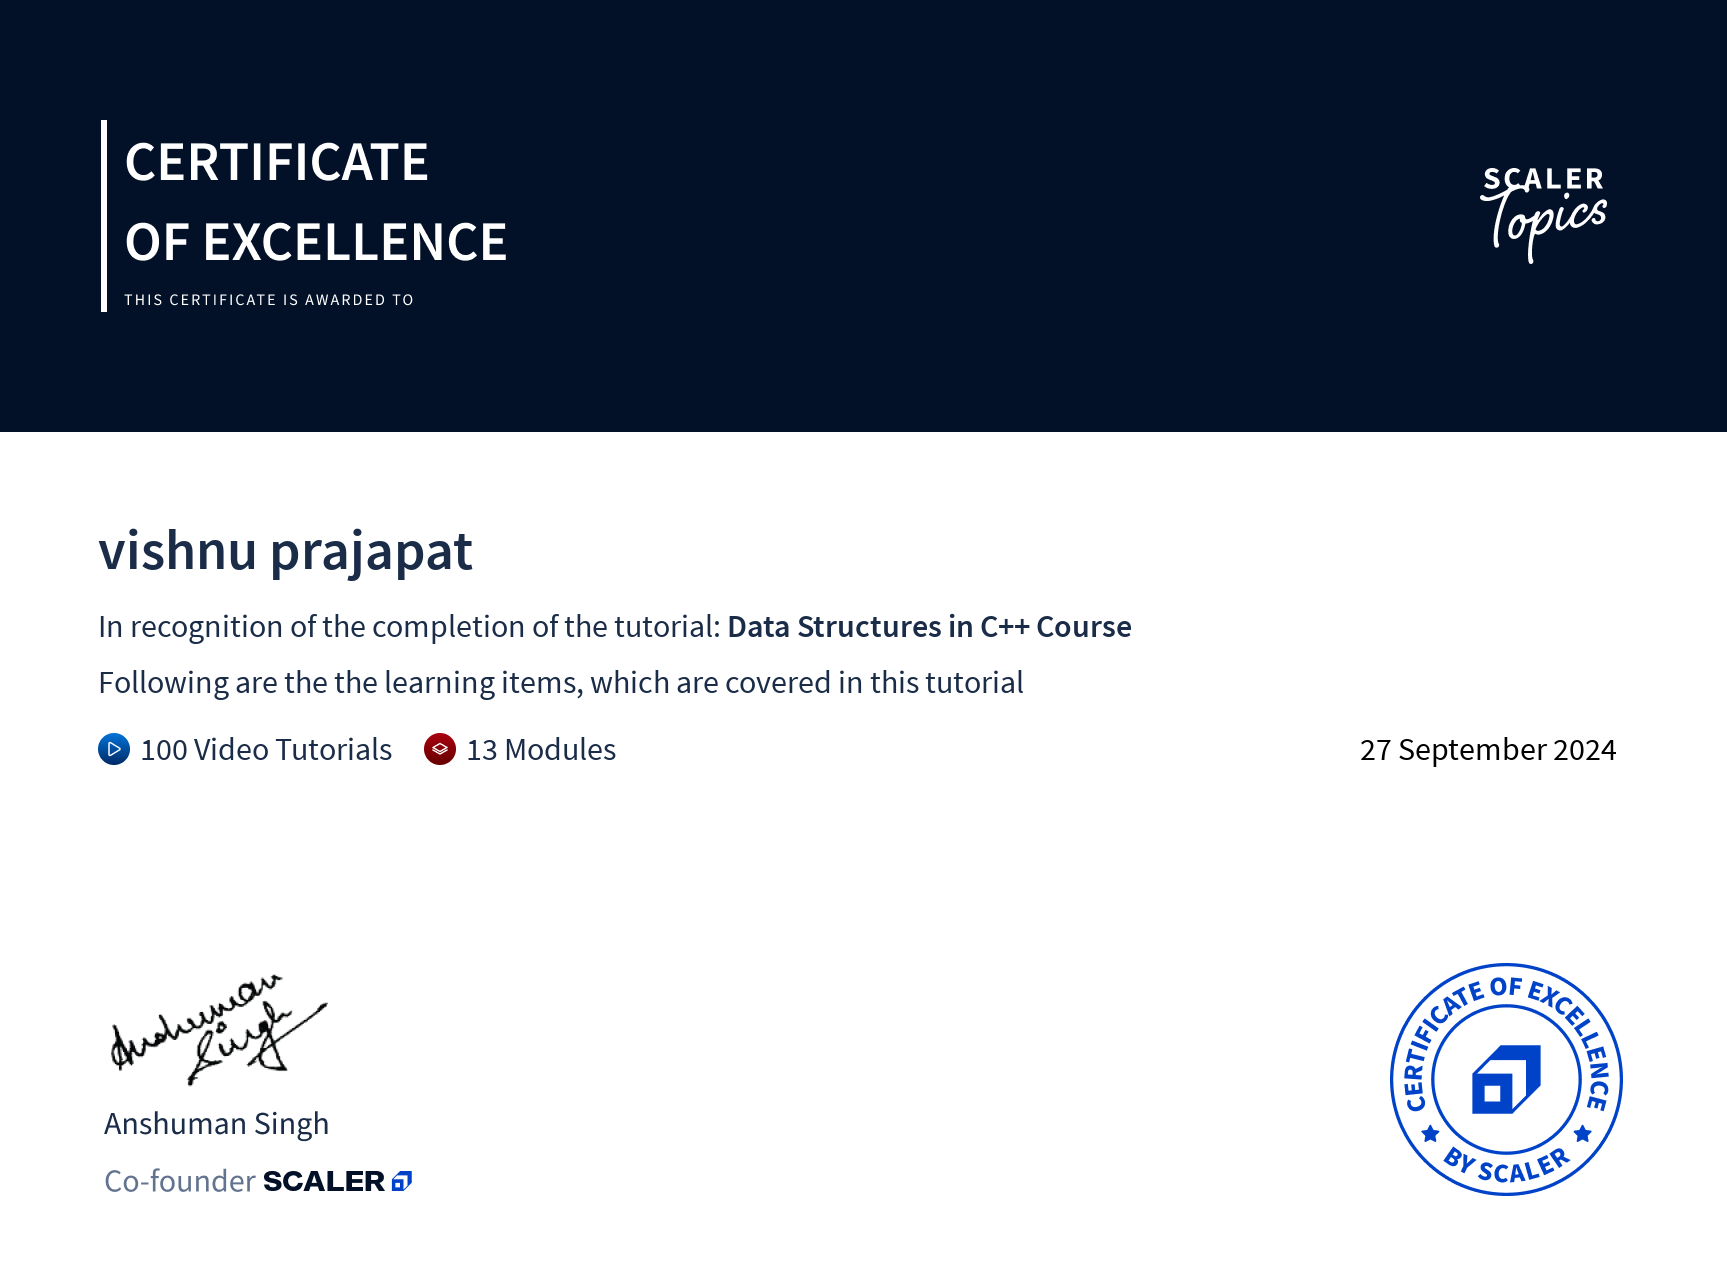 CERTIFICATE
OF EXCELLENCE
THIS CERTIFICATE IS AWARDED TO
SCALER
Topics
vishnu prajapat
In recognition of the completion of the tutorial: Data Structures in C++ Course
Following are the the learning items, which are covered in this tutorial
100 Video Tutorials 13 Modules
27 September 2024
Anshuman
Singh
Anshuman Singh
Co-founder SCALER
CERTIFICATE OF EXCELLENCE
BY SCALER